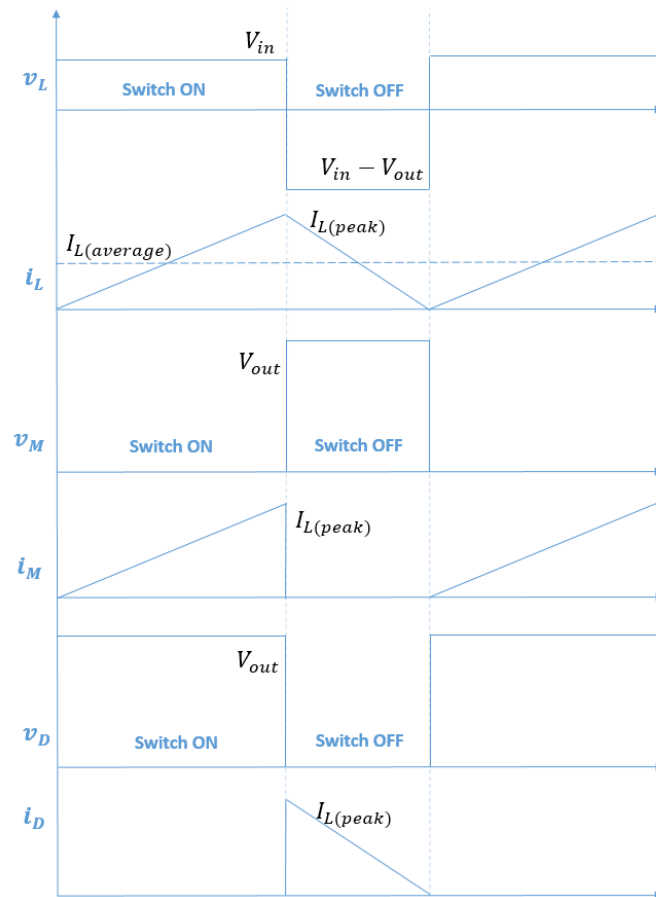 V_in
v_L
Switch ON
Switch OFF
V_in − V_out
I_L(peak)
I_L(average)
i_L
V_out
v_M
Switch ON
Switch OFF
I_L(peak)
i_M
V_out
v_D
Switch ON
Switch OFF
i_D
I_L(peak)